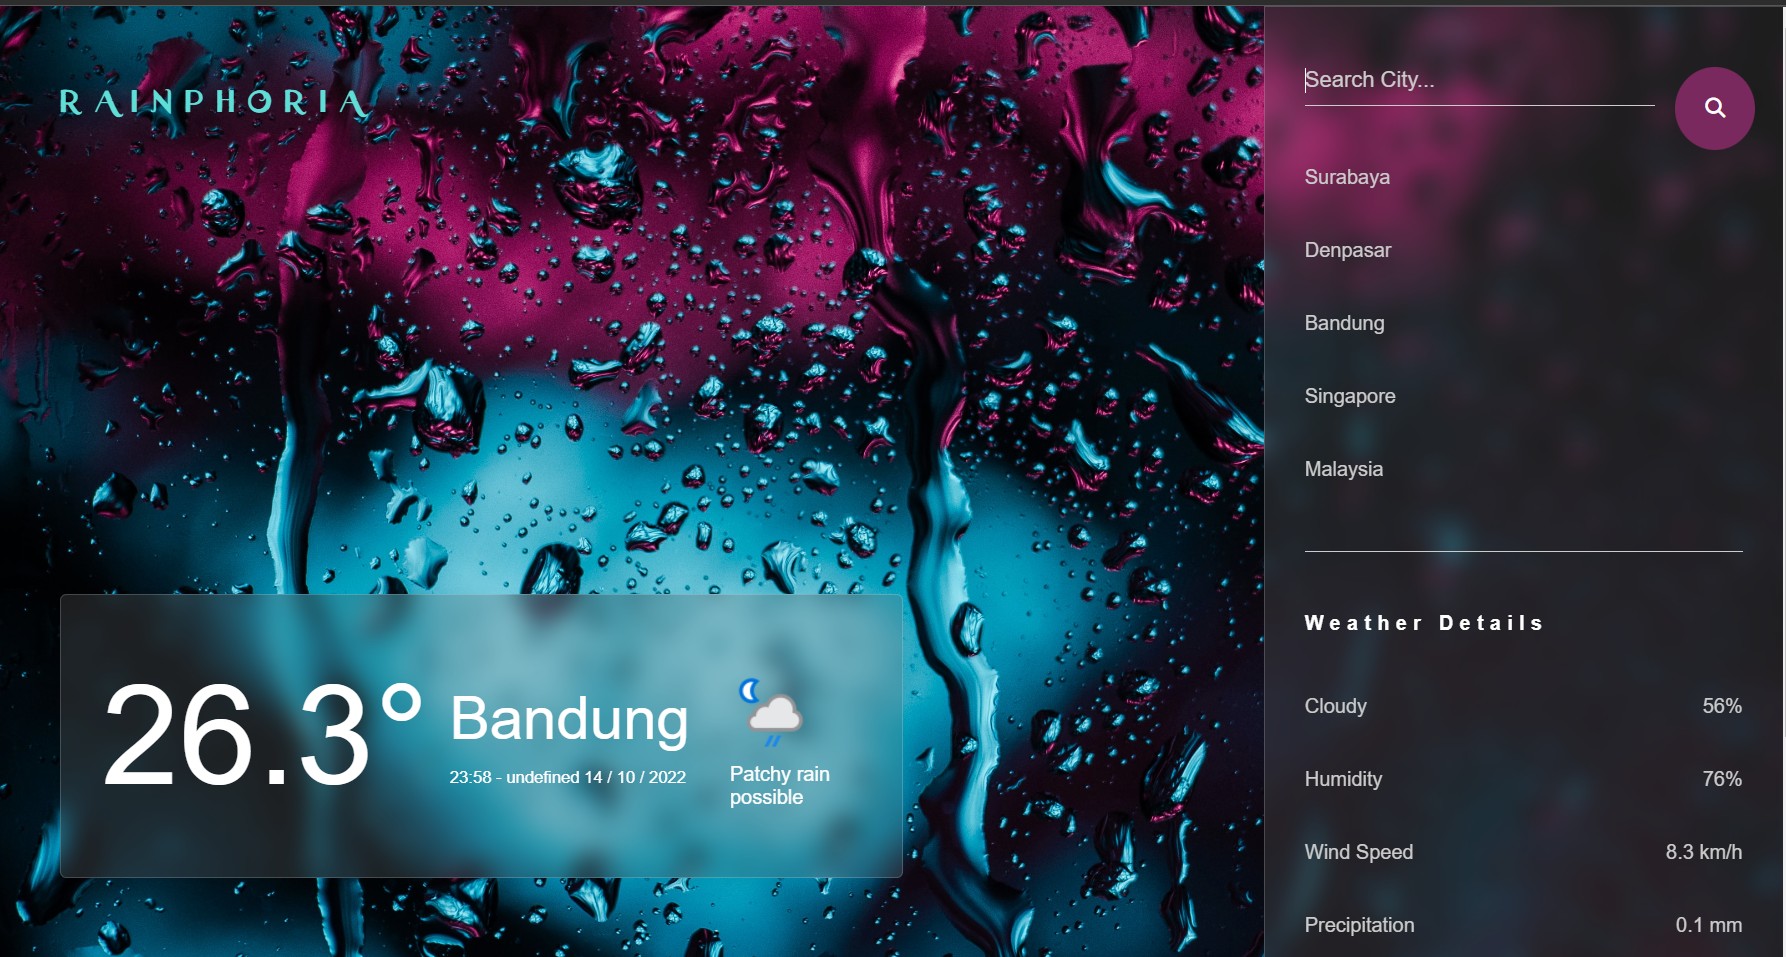 RAINPHORIA
26.3°
Bandung
23:58 - undefined 14 / 10 / 2022
Patchy rain
possible
Search City...
Surabaya
Denpasar
Bandung
Singapore
Malaysia
Weather Details
Cloudy 56%
Humidity 76%
Wind Speed 8.3 km/h
Precipitation 0.1 mm